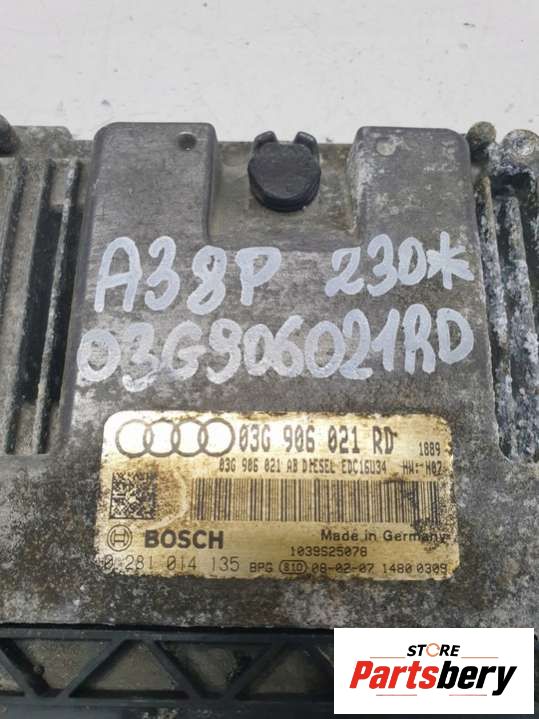 A38P 230*
03G906021RD
03G 906 021 RD 1889
03G 906 021 AB DIESEL EDC16U34 HW: H07
BOSCH Made in Germany
1039S25078
0 281 014 135 BPG 810 08-02-07 1480 0309
STORE
Partsbery